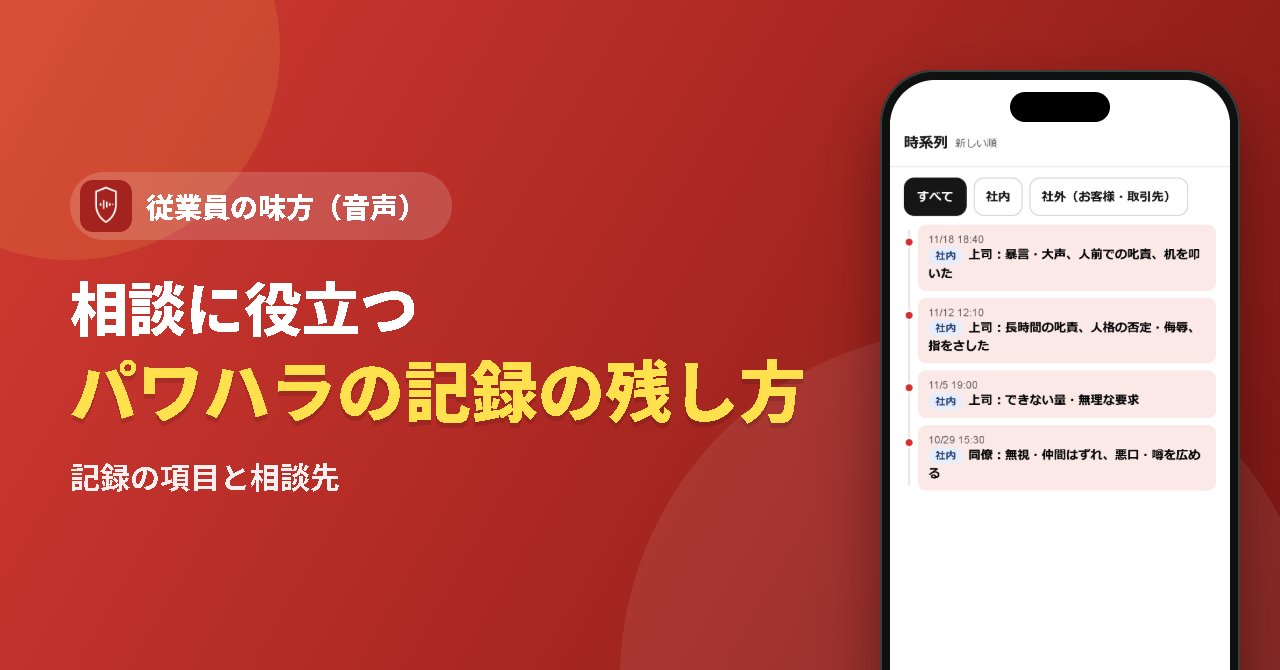 従業員の味方（音声）
相談に役立つ
パワハラの記録の残し方
記録の項目と相談先
時系列 新しい順
すべて 社内 社外（お客様・取引先）
11/18 18:40
社内 上司：暴言・大声、人前での叱責、机を叩
いた
11/12 12:10
社内 上司：長時間の叱責、人格の否定・侮辱、
指をさした
11/5 19:00
社内 上司：できない量・無理な要求
10/29 15:30
社内 同僚：無視・仲間はずれ、悪口・噂を広め
る